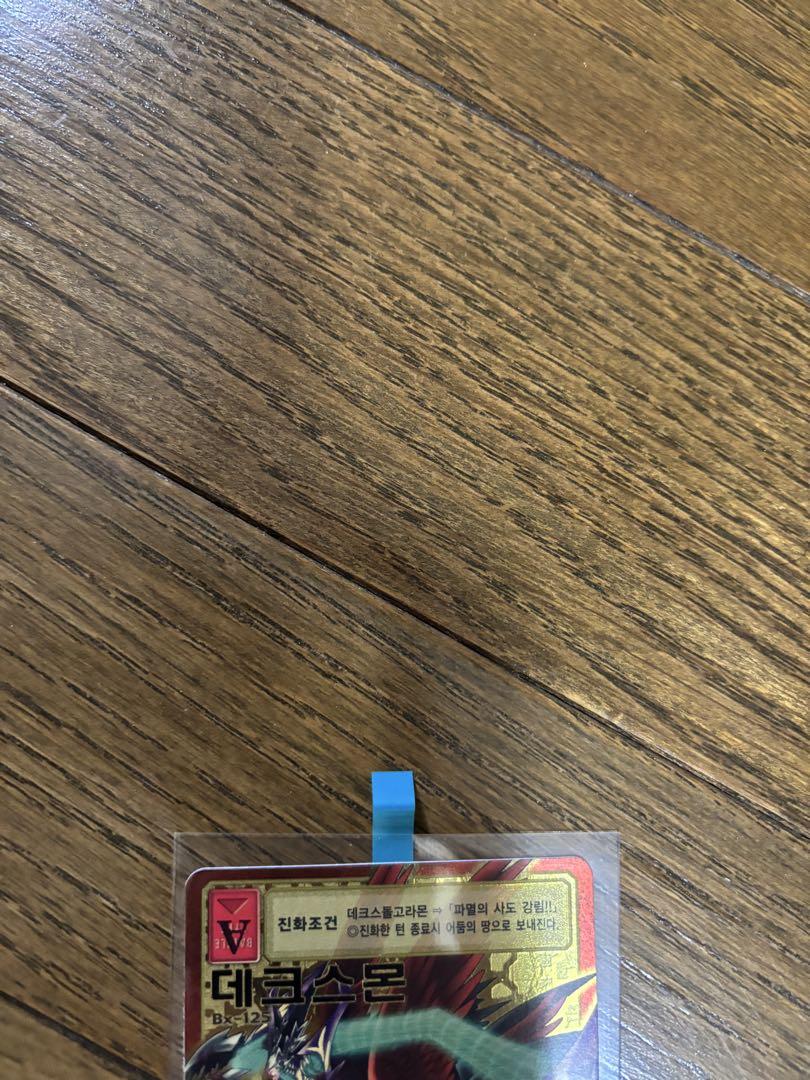 진화조건
데크스돌고라몬 ⇨ 「파멸의 사도 강림!!」
◎진화한 턴 종료시 어둠의 땅으로 보내진다.
A
데크스몬
Bx-125